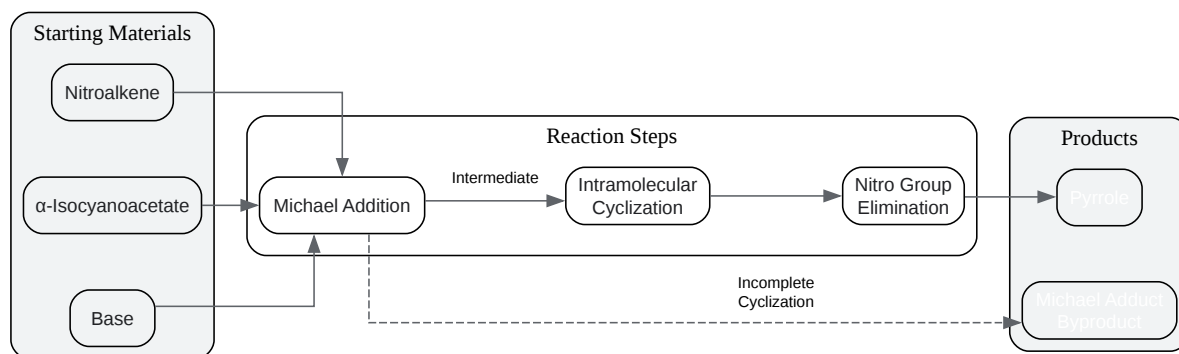 Starting Materials
Nitroalkene
α-Isocyanoacetate
Base
Reaction Steps
Michael Addition
Intermediate
Intramolecular
Cyclization
Nitro Group
Elimination
Incomplete
Cyclization
Products
Pyrrole
Michael Adduct
Byproduct